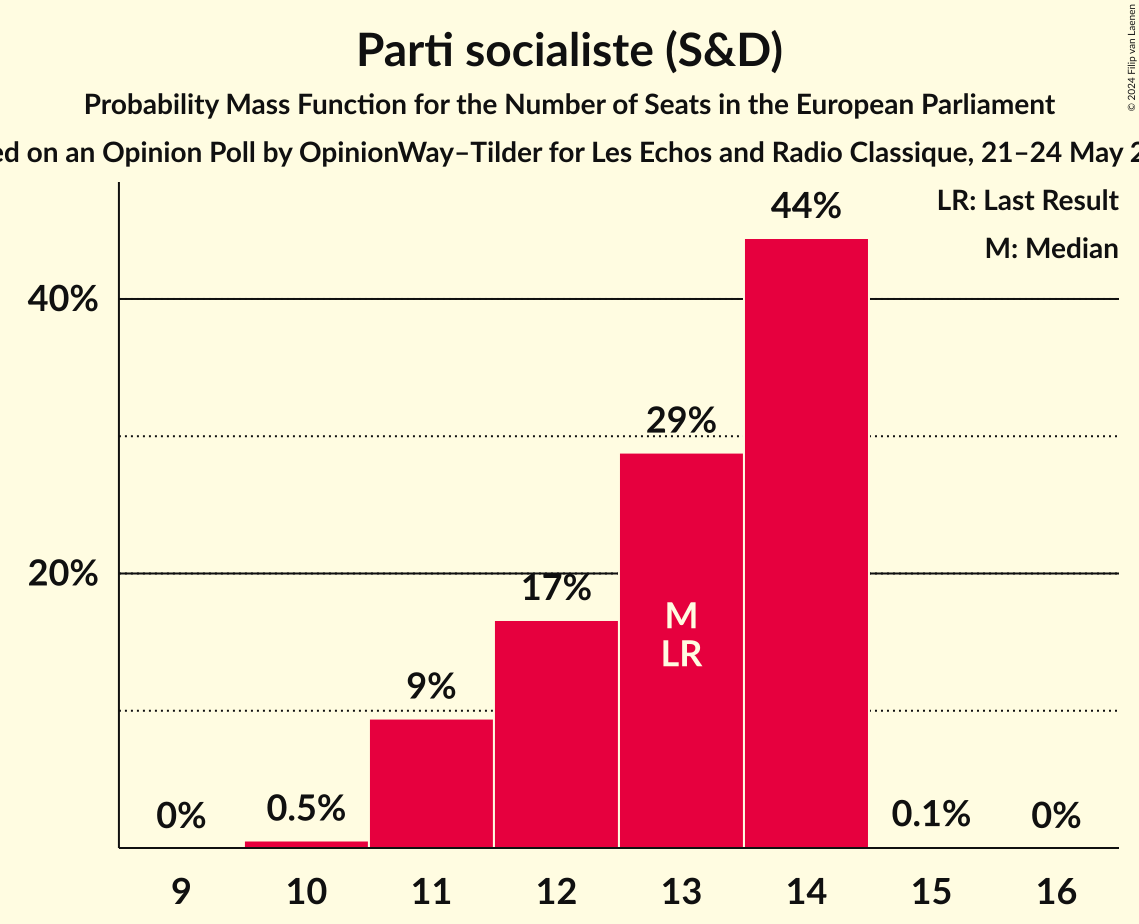 Parti socialiste (S&D)
Probability Mass Function for the Number of Seats in the European Parliament
on an Opinion Poll by OpinionWay–Tilder for Les Echos and Radio Classique, 21–24 May
© 2024 Filip van Laenen
LR: Last Result
M: Median
44%
40%
29%
20%
17%
M
LR
9%
0%
0.5%
0.1%
0%
9 10 11 12 13 14 15 16